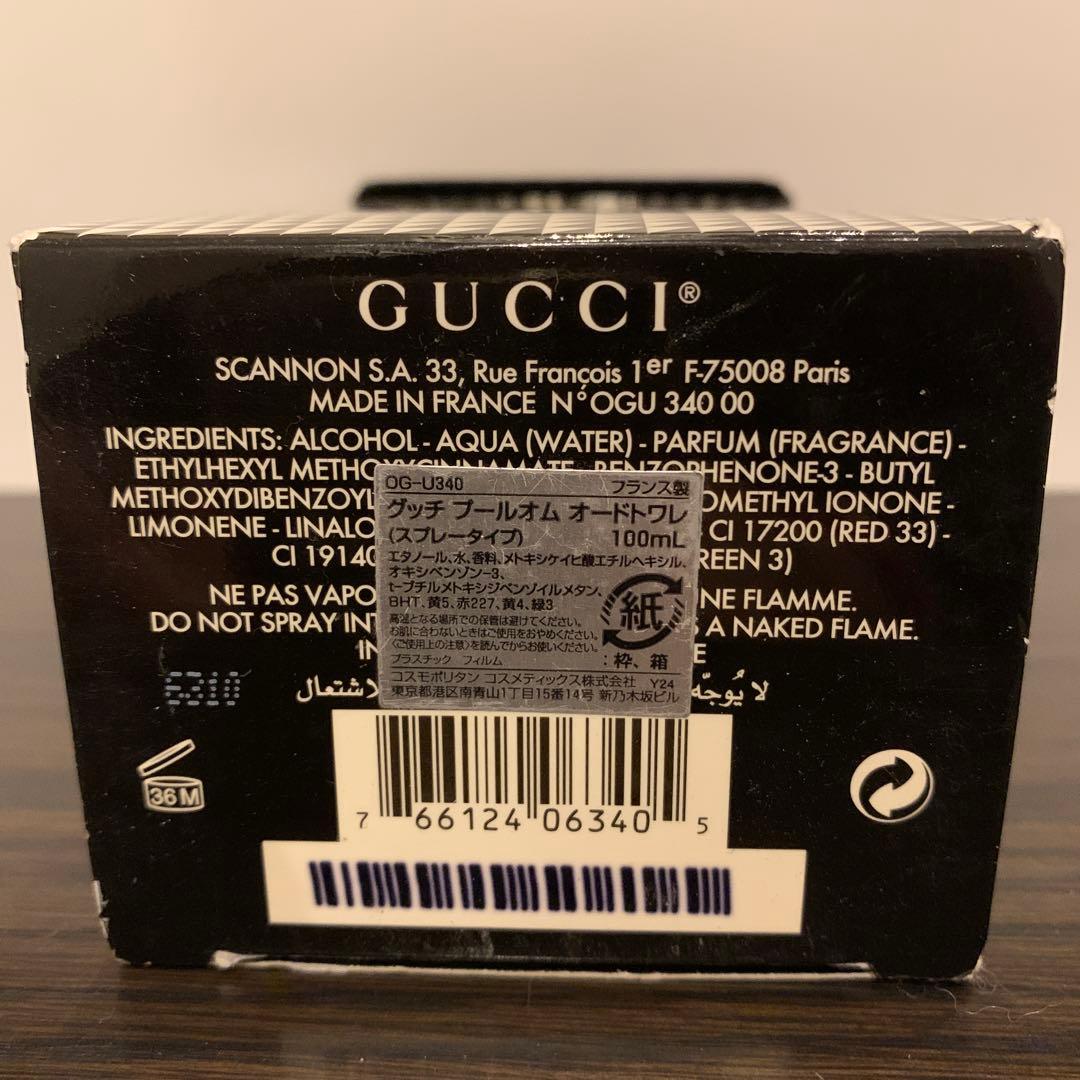 GUCCI®
SCANNON S.A. 33, Rue François 1er F-75008 Paris
MADE IN FRANCE N°OGU 340 00
INGREDIENTS: ALCOHOL - AQUA (WATER) - PARFUM (FRAGRANCE) -
ETHYLHEXYL METHOXYCINNAMATE - BENZOPHENONE-3 - BUTYL
METHOXYDIBENZOYL OMETHYL IONONE -
LIMONENE - LINALO CI 17200 (RED 33) -
CI 19140 REEN 3)
NE PAS VAPO NE FLAMME.
DO NOT SPRAY INT S A NAKED FLAME.
IN E
لا يُوجّه لاشتعال
OG-U340 フランス製
グッチ プールオム オードトワレ
(スプレータイプ) 100mL
エタノール、水、香料、メトキシケイヒ酸エチルヘキシル、
オキシベンゾン-3、
t-ブチルメトキシジベンゾイルメタン、
BHT、黄5、赤227、黄4、緑3
高温となる場所での保管は避けてください。
お肌に合わないときはご使用をおやめください。
〈ご使用上の注意〉を読んでからお使いください。
紙
プラスチック フィルム :枠、箱
コスモポリタン コスメティックス株式会社 Y24
東京都港区南青山1丁目15番14号 新乃木坂ビル
36 M
7 66124 06340 5